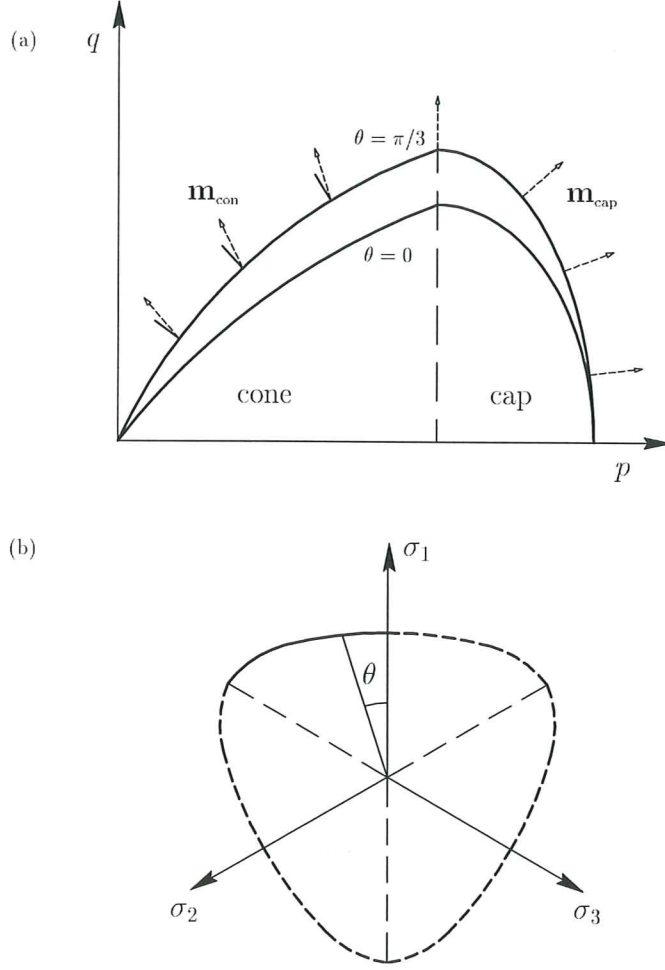 (a)
q
θ = π/3
m_con
m_cap
θ = 0
cone
cap
p
(b)
σ₁
θ
σ₂
σ₃